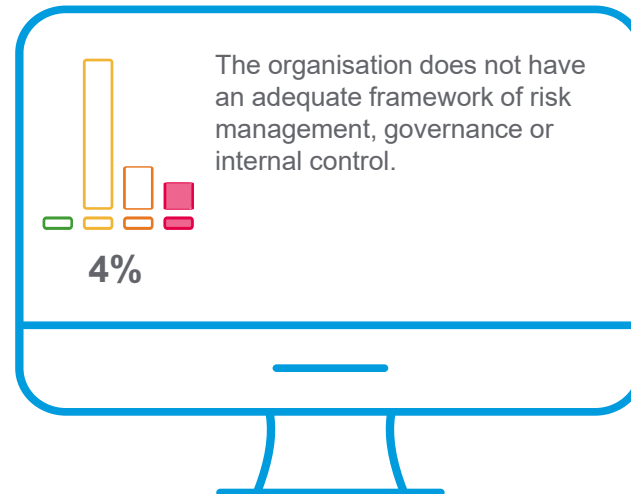 The organisation does not have
an adequate framework of risk
management, governance or
internal control.
4%